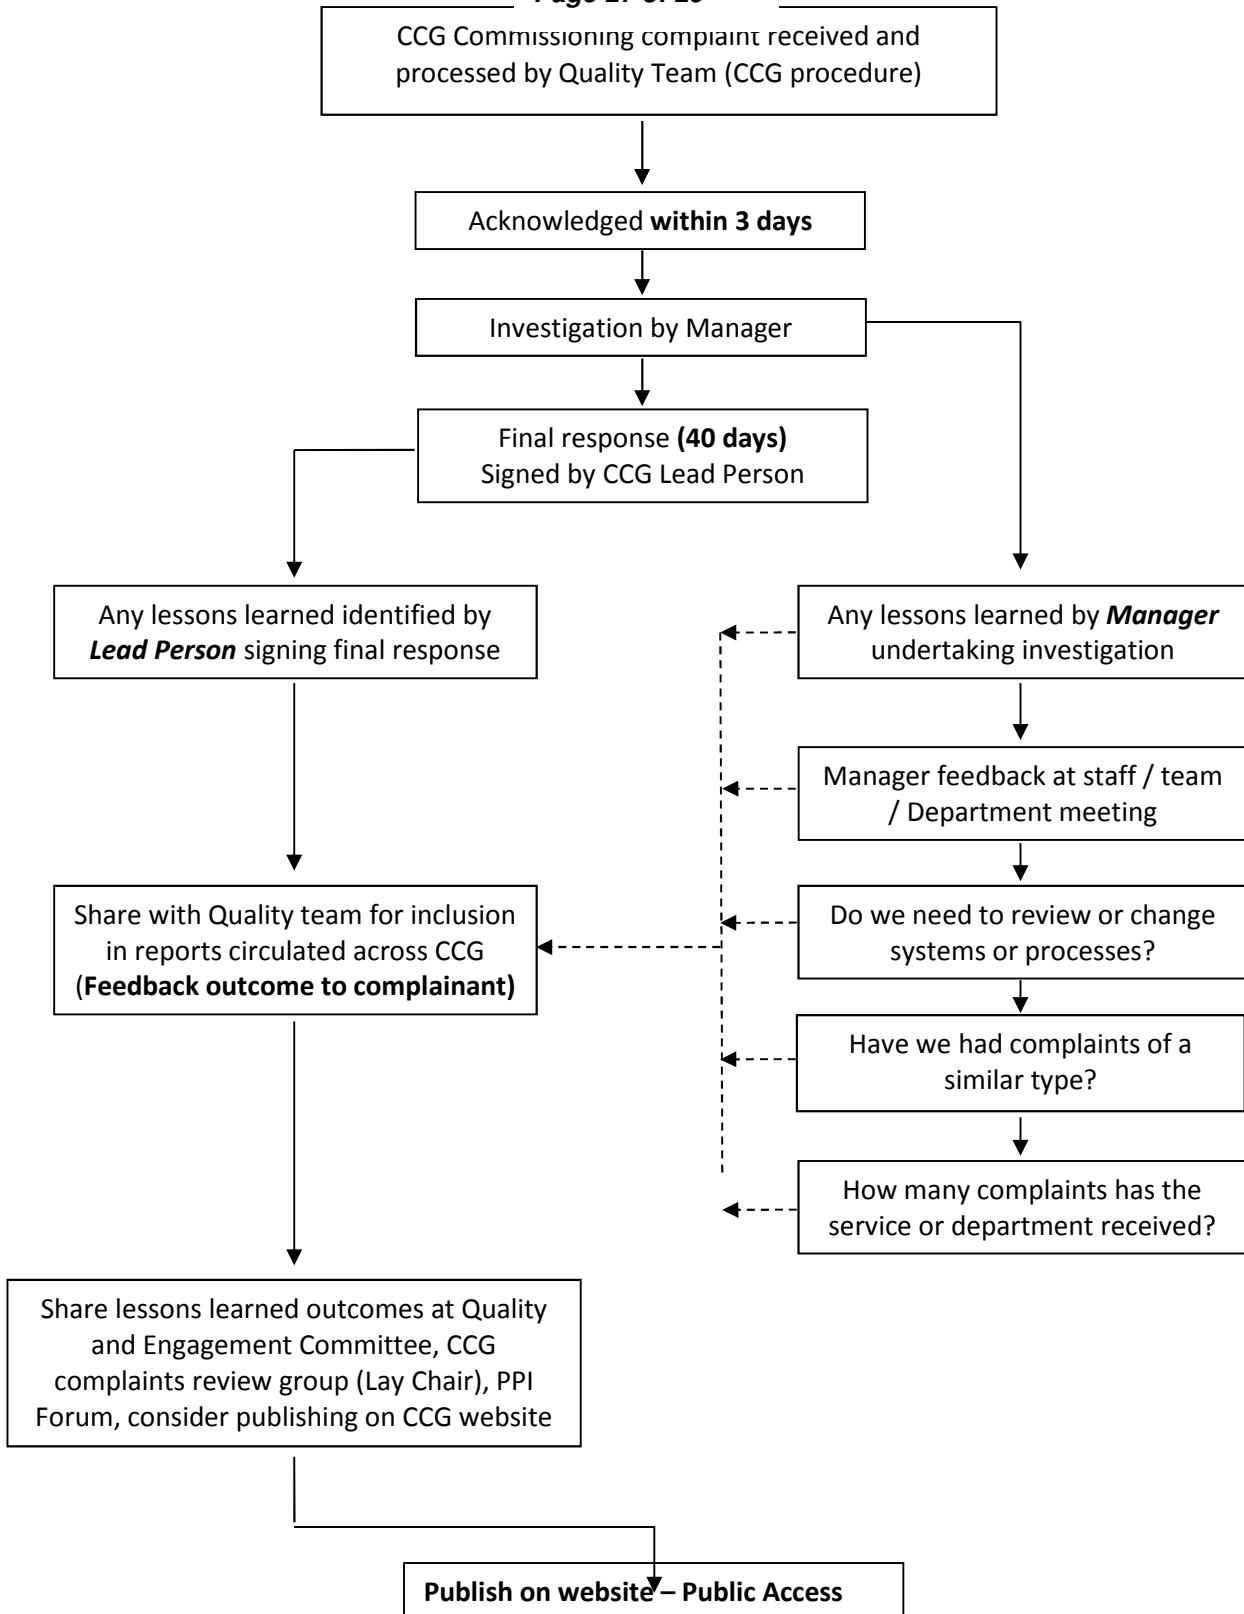 CCG Commissioning complaint received and
processed by Quality Team (CCG procedure)
Acknowledged within 3 days
Investigation by Manager
Final response (40 days)
Signed by CCG Lead Person
Any lessons learned identified by
Lead Person signing final response
Any lessons learned by Manager
undertaking investigation
Manager feedback at staff / team
/ Department meeting
Share with Quality team for inclusion
in reports circulated across CCG
(Feedback outcome to complainant)
Do we need to review or change
systems or processes?
Have we had complaints of a
similar type?
How many complaints has the
service or department received?
Share lessons learned outcomes at Quality
and Engagement Committee, CCG
complaints review group (Lay Chair), PPI
Forum, consider publishing on CCG website
Publish on website – Public Access